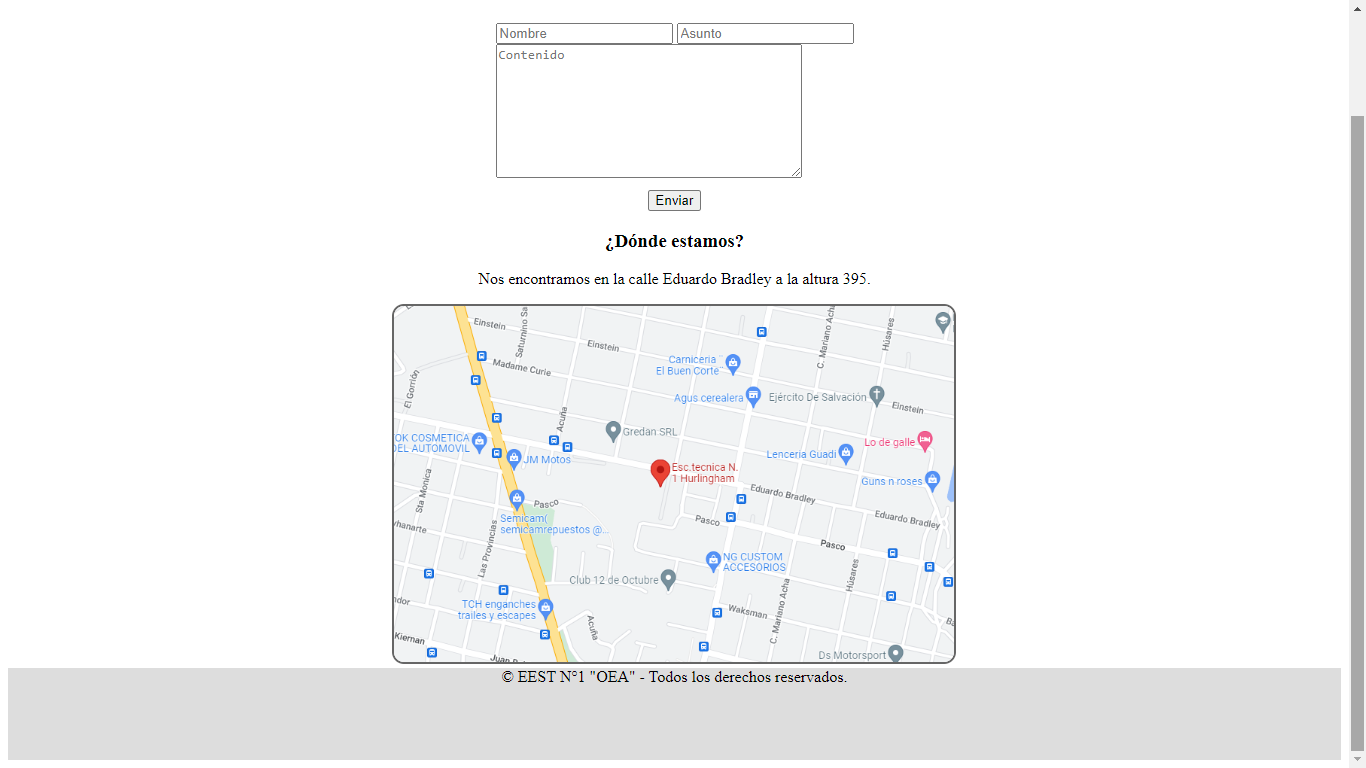 Nombre
Asunto
Contenido
Enviar
¿Dónde estamos?
Nos encontramos en la calle Eduardo Bradley a la altura 395.
Einstein
Saturnino Sa
Einstein
C. Mariano Acha
Húsares
Madame Curie
Carniceria
El Buen Corte
El Gorrión
Agus cerealera
Ejército De Salvación
Einstein
Acuña
Gredan SRL
OK COSMETICA
DEL AUTOMOVIL
JM Motos
Lo de galle
Lenceria Guadi
Esc.tecnica N.
1 Hurlingham
Guns n roses
Sta Monica
Eduardo Bradley
Pasco
Semicam(
semicamrepuestos @...
Pasco
Eduardo Bradley
Pasco
Las Provincias
NG CUSTOM
ACCESORIOS
Club 12 de Octubre
Húsares
C. Mariano Acha
TCH enganches
trailes y escapes
Waksman
Acuña
Kiernan
Ds Motorsport
© EEST N°1 "OEA" - Todos los derechos reservados.